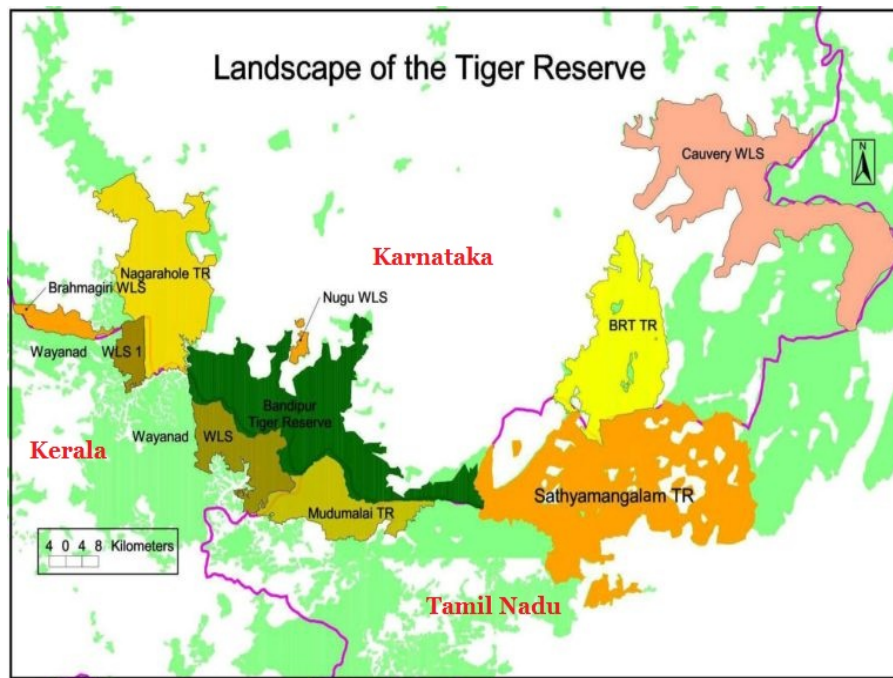 Landscape of the Tiger Reserve
Cauvery WLS
N
Karnataka
Nagarahole TR
Brahmagiri WLS
Nugu WLS
BRT TR
Wayanad WLS 1
Bandipur
Tiger Reserve
Wayanad WLS
Kerala
Sathyamangalam TR
Mudumalai TR
4 0 4 8 Kilometers
Tamil Nadu